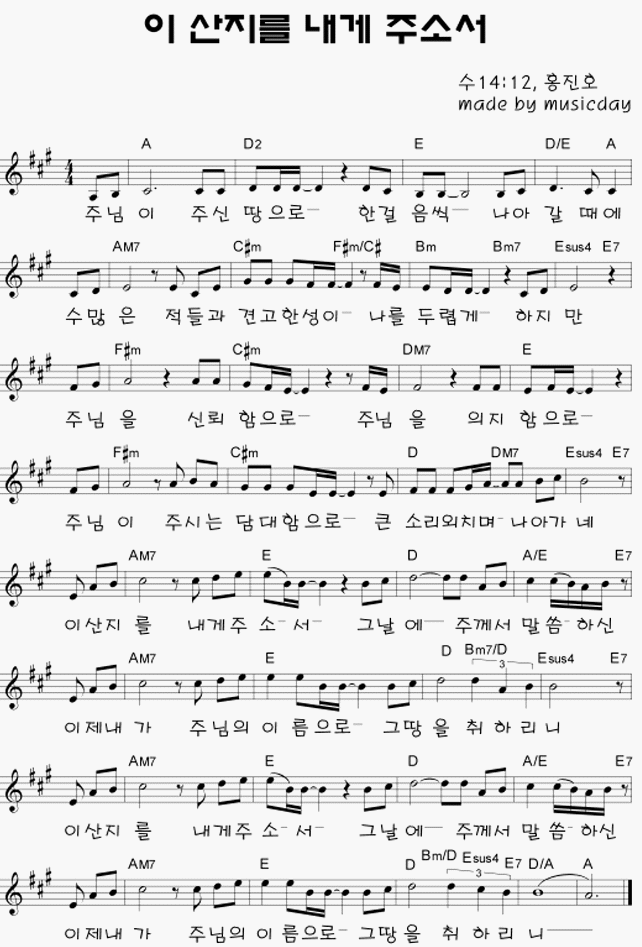 이 산지를 내게 주소서
수14:12, 홍진호
made by musicday
A D2 E D/E A
4 4
주님 이 주신 땅으로 한걸 음씩 나아 갈 때에
AM7 C#m F#m/C# Bm Bm7 Esus4 E7
수많 은 적들과 견고한성이 나를 두렵게 하지 만
F#m C#m DM7 E
주님 을 신뢰 함으로 주님 을 의지 함으로
F#m C#m D DM7 Esus4 E7
주님 이 주시는 담대함으로 큰 소리외치며 나아가 네
AM7 E D A/E E7
이산지 를 내게주 소 서 그날 에 주께서 말 씀 하신
AM7 E D Bm7/D Esus4 E7
3
이제내 가 주님의 이 름 으로 그땅 을 취 하 리 니
AM7 E D A/E E7
이산지 를 내게주 소 서 그날 에 주께서 말 씀 하신
AM7 E D Bm/D Esus4 E7 D/A A
3
이제내 가 주님의 이 름으로 그땅 을 취 하 리 니